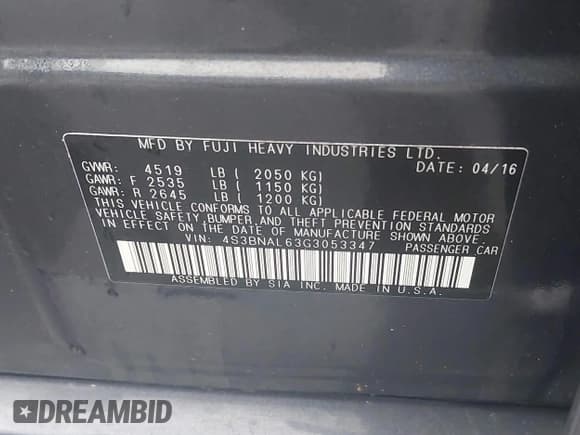 MFD BY FUJI HEAVY INDUSTRIES LTD.
DATE: 04/16
GVWR: 4519 LB ( 2050 KG)
GAWR: F 2535 LB ( 1150 KG)
GAWR: R 2645 LB ( 1200 KG)
THIS VEHICLE CONFORMS TO ALL APPLICABLE FEDERAL MOTOR
VEHICLE SAFETY, BUMPER, AND THEFT PREVENTION STANDARDS
IN EFFECT ON THE DATE OF MANUFACTURE SHOWN ABOVE.
VIN: 4S3BNAL63G3053347 PASSENGER CAR
ASSEMBLED BY SIA INC. MADE IN U.S.A.
DREAMBID